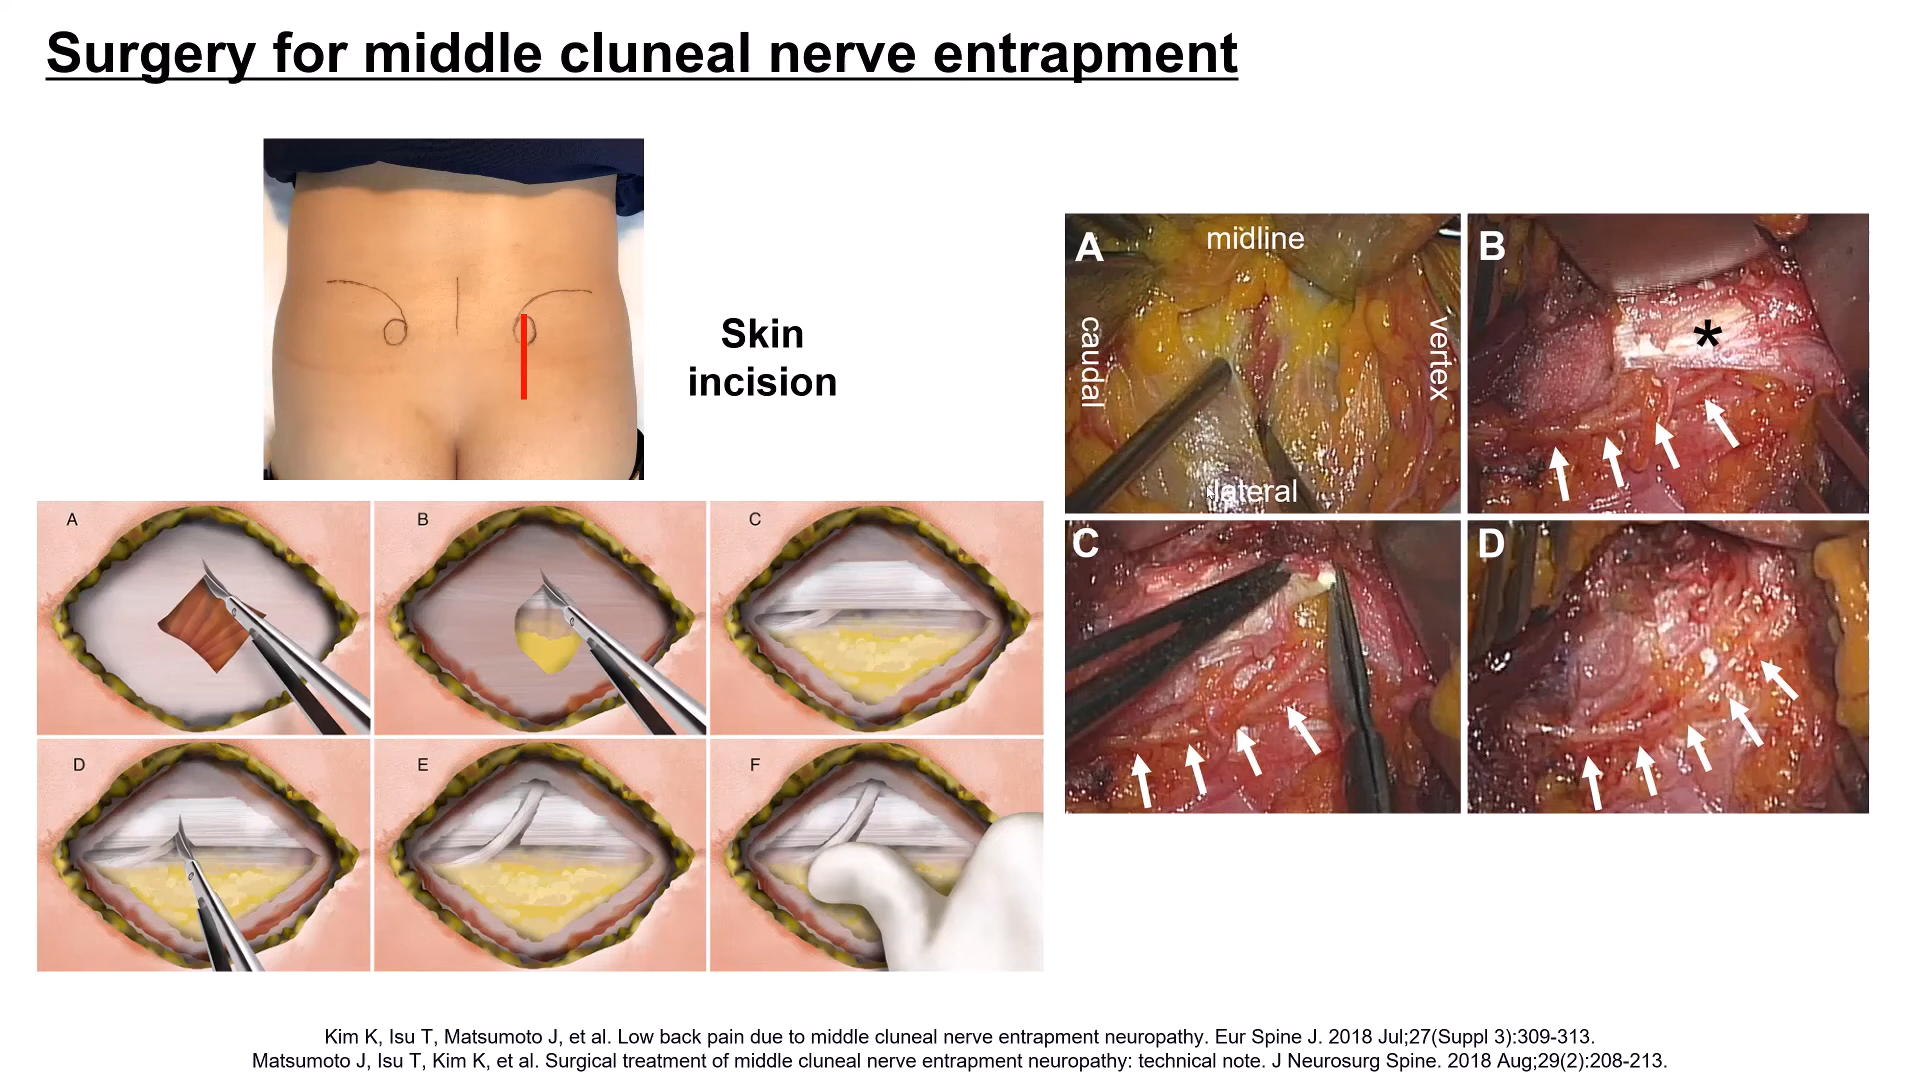 Surgery for middle cluneal nerve entrapment
Skin
incision
A
midline
caudal
vertex
lateral
B
*
C
D
A
B
C
D
E
F
Kim K, Isu T, Matsumoto J, et al. Low back pain due to middle cluneal nerve entrapment neuropathy. Eur Spine J. 2018 Jul;27(Suppl 3):309-313.
Matsumoto J, Isu T, Kim K, et al. Surgical treatment of middle cluneal nerve entrapment neuropathy: technical note. J Neurosurg Spine. 2018 Aug;29(2):208-213.